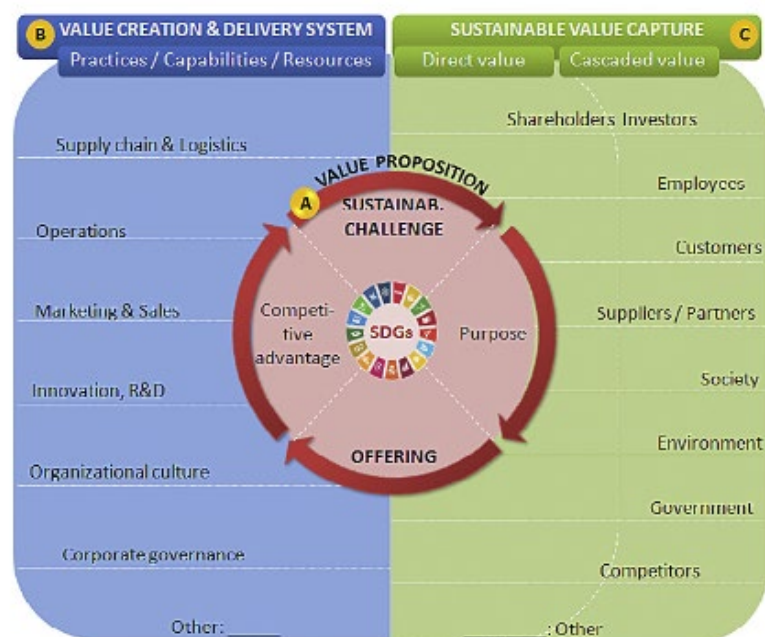 B VALUE CREATION & DELIVERY SYSTEM
Practices / Capabilities / Resources
SUSTAINABLE VALUE CAPTURE C
Direct value
Cascaded value
Supply chain & Logistics
Operations
Marketing & Sales
Innovation, R&D
Organizational culture
Corporate governance
Other: ______
A
VALUE PROPOSITION
SUSTAINAB.
CHALLENGE
Competi-
tive
advantage
SDGs
Purpose
OFFERING
Shareholders Investors
Employees
Customers
Suppliers / Partners
Society
Environment
Government
Competitors
________: Other